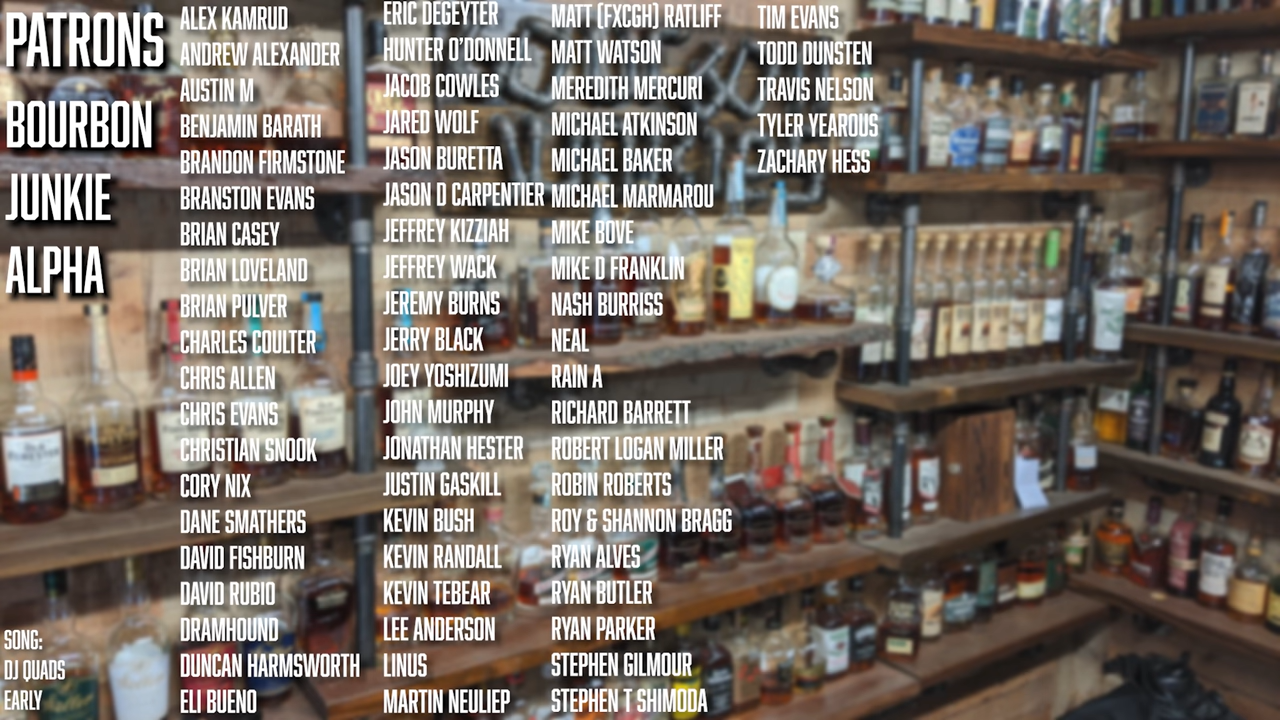 PATRONS
BOURBON
JUNKIE
ALPHA
SONG:
DJ QUADS
EARLY
ALEX KAMRUD
ANDREW ALEXANDER
AUSTIN M
BENJAMIN BARATH
BRANDON FIRMSTONE
BRANSTON EVANS
BRIAN CASEY
BRIAN LOVELAND
BRIAN PULVER
CHARLES COULTER
CHRIS ALLEN
CHRIS EVANS
CHRISTIAN SNOOK
CORY NIX
DANE SMATHERS
DAVID FISHBURN
DAVID RUBIO
DRAMHOUND
DUNCAN HARMSWORTH
ELI BUENO
ERIC DEGEYTER
HUNTER O'DONNELL
JACOB COWLES
JARED WOLF
JASON BURETTA
JASON D CARPENTIER
JEFFREY KIZZIAH
JEFFREY WACK
JEREMY BURNS
JERRY BLACK
JOEY YOSHIZUMI
JOHN MURPHY
JONATHAN HESTER
JUSTIN GASKILL
KEVIN BUSH
KEVIN RANDALL
KEVIN TEBEAR
LEE ANDERSON
LINUS
MARTIN NEULIEP
MATT (FXCGH) RATLIFF
MATT WATSON
MEREDITH MERCURI
MICHAEL ATKINSON
MICHAEL BAKER
MICHAEL MARMAROU
MIKE BOVE
MIKE D FRANKLIN
NASH BURRISS
NEAL
RAIN A
RICHARD BARRETT
ROBERT LOGAN MILLER
ROBIN ROBERTS
ROY & SHANNON BRAGG
RYAN ALVES
RYAN BUTLER
RYAN PARKER
STEPHEN GILMOUR
STEPHEN T SHIMODA
TIM EVANS
TODD DUNSTEN
TRAVIS NELSON
TYLER YEAROUS
ZACHARY HESS